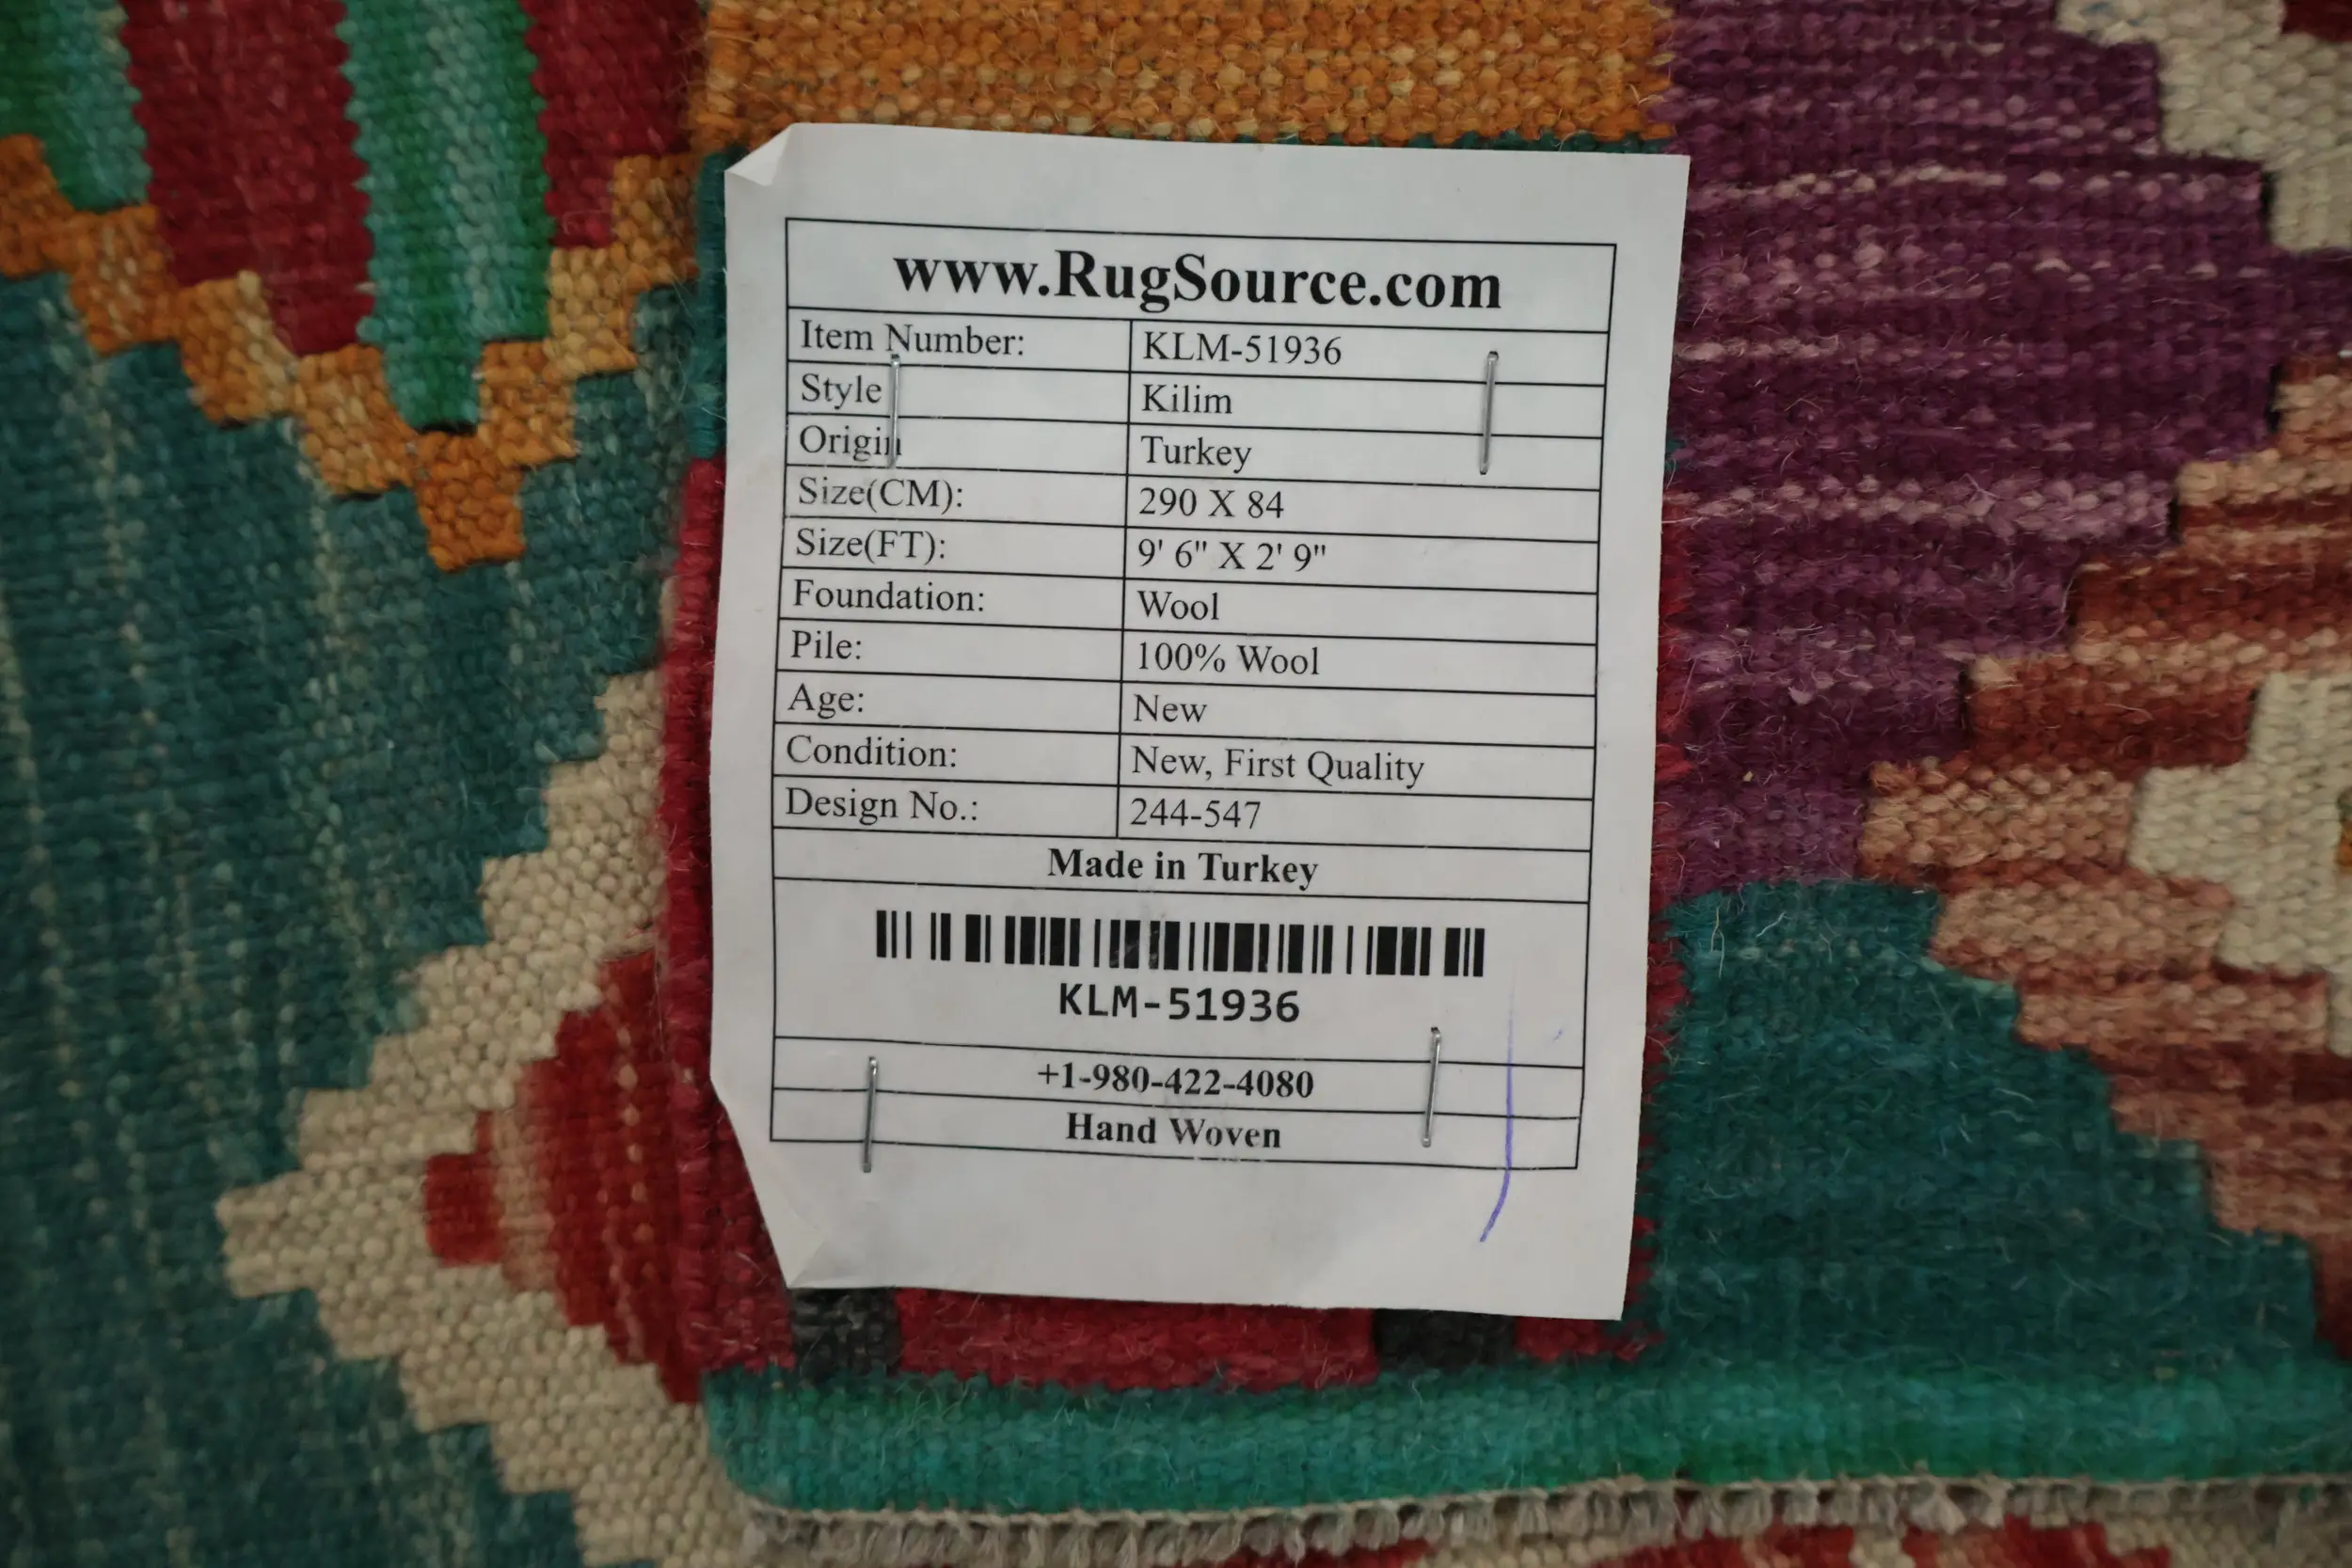 www.RugSource.com
Item Number: KLM-51936
Style Kilim
Origin Turkey
Size(CM): 290 X 84
Size(FT): 9' 6" X 2' 9"
Foundation: Wool
Pile: 100% Wool
Age: New
Condition: New, First Quality
Design No.: 244-547
Made in Turkey
KLM-51936
+1-980-422-4080
Hand Woven